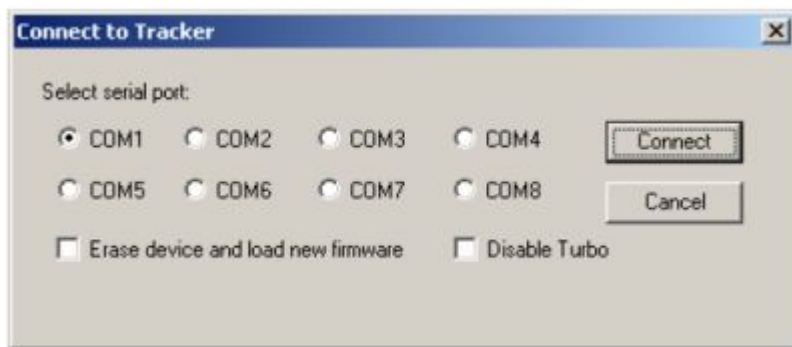 Connect to Tracker
Select serial port:
COM1 COM2 COM3 COM4 Connect
COM5 COM6 COM7 COM8 Cancel
Erase device and load new firmware Disable Turbo